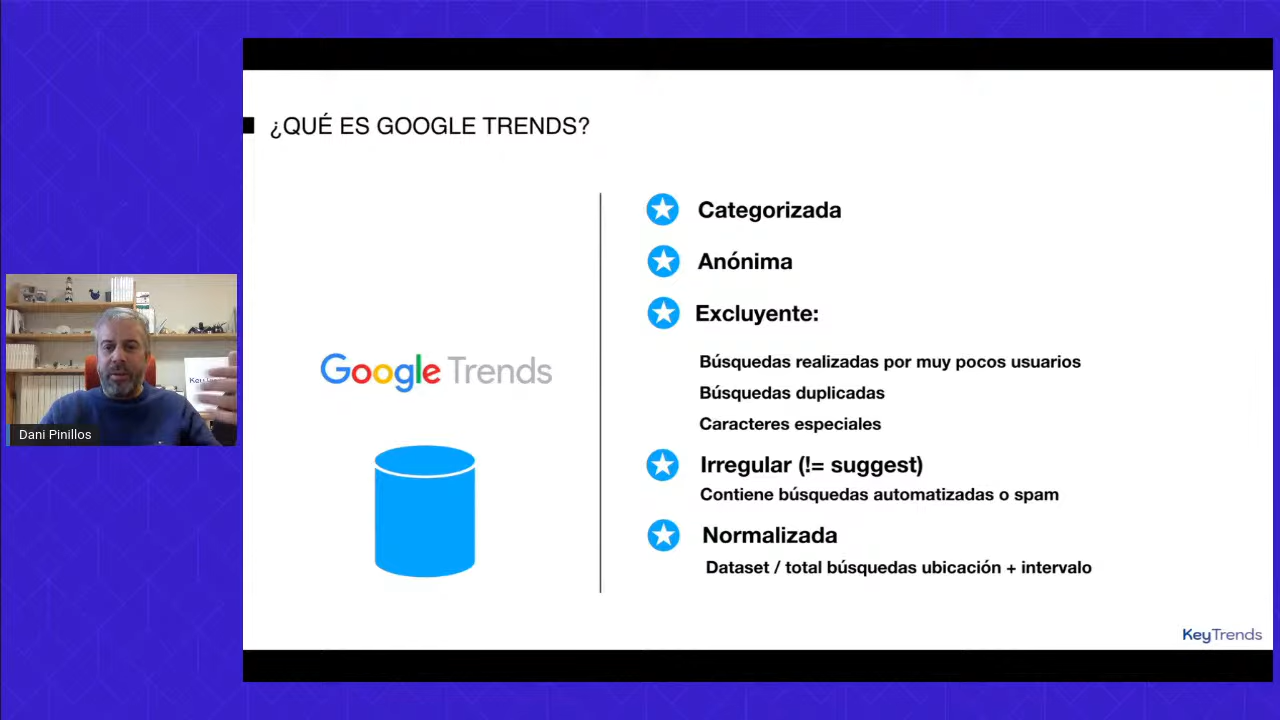 ¿QUÉ ES GOOGLE TRENDS?
Google Trends
Categorizada
Anónima
Excluyente:
Búsquedas realizadas por muy pocos usuarios
Búsquedas duplicadas
Caracteres especiales
Irregular (!= suggest)
Contiene búsquedas automatizadas o spam
Normalizada
Dataset / total búsquedas ubicación + intervalo
KeyTrends
Dani Pinillos